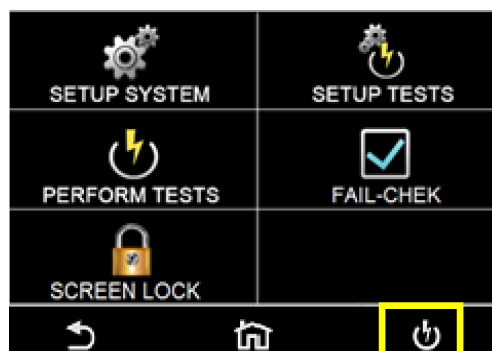 SETUP SYSTEM
SETUP TESTS
PERFORM TESTS
FAIL-CHEK
SCREEN LOCK